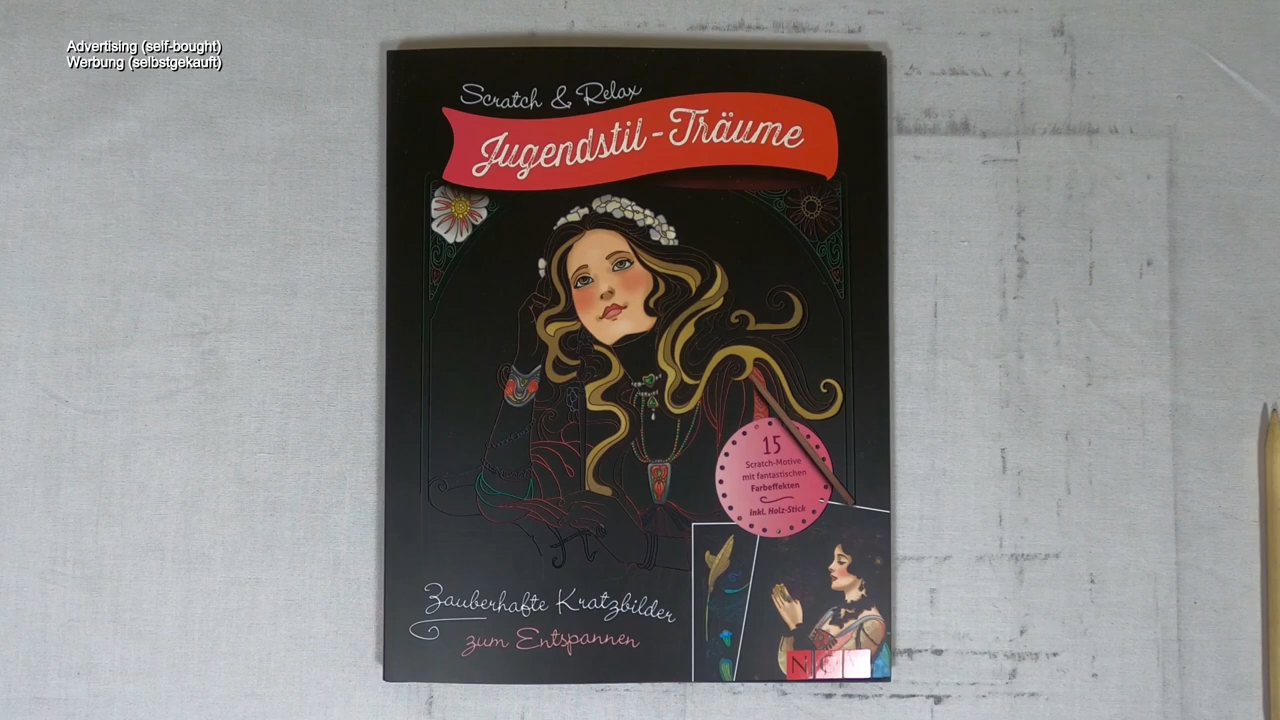 Advertising (self-bought)
Werbung (selbstgekauft)
Scratch & Relax
Jugendstil-Träume
15
Scratch-Motive
mit fantastischen
Farbeffekten
inkl. Holz-Stick
Zauberhafte Kratzbilder
zum Entspannen